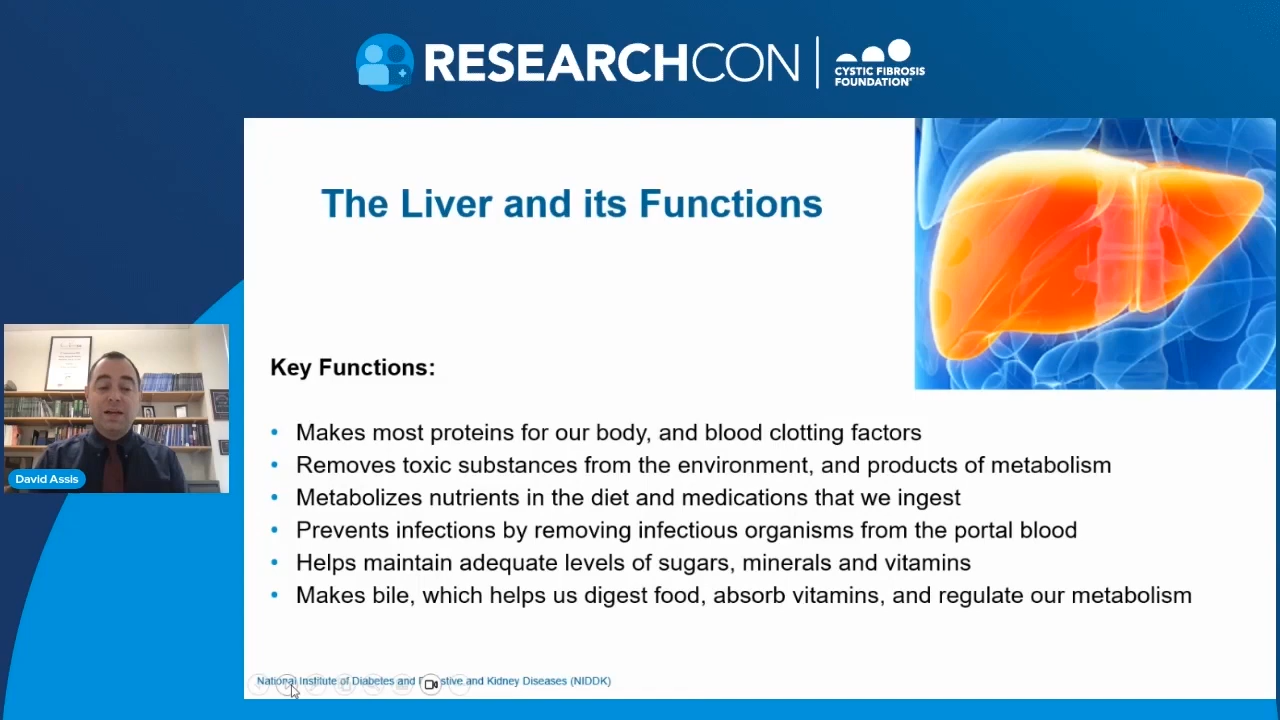 RESEARCHCON
CYSTIC FIBROSIS
FOUNDATION
The Liver and its Functions
Key Functions:
• Makes most proteins for our body, and blood clotting factors
• Removes toxic substances from the environment, and products of metabolism
• Metabolizes nutrients in the diet and medications that we ingest
• Prevents infections by removing infectious organisms from the portal blood
• Helps maintain adequate levels of sugars, minerals and vitamins
• Makes bile, which helps us digest food, absorb vitamins, and regulate our metabolism
David Assis
National Institute of Diabetes and stive and Kidney Diseases (NIDDK)